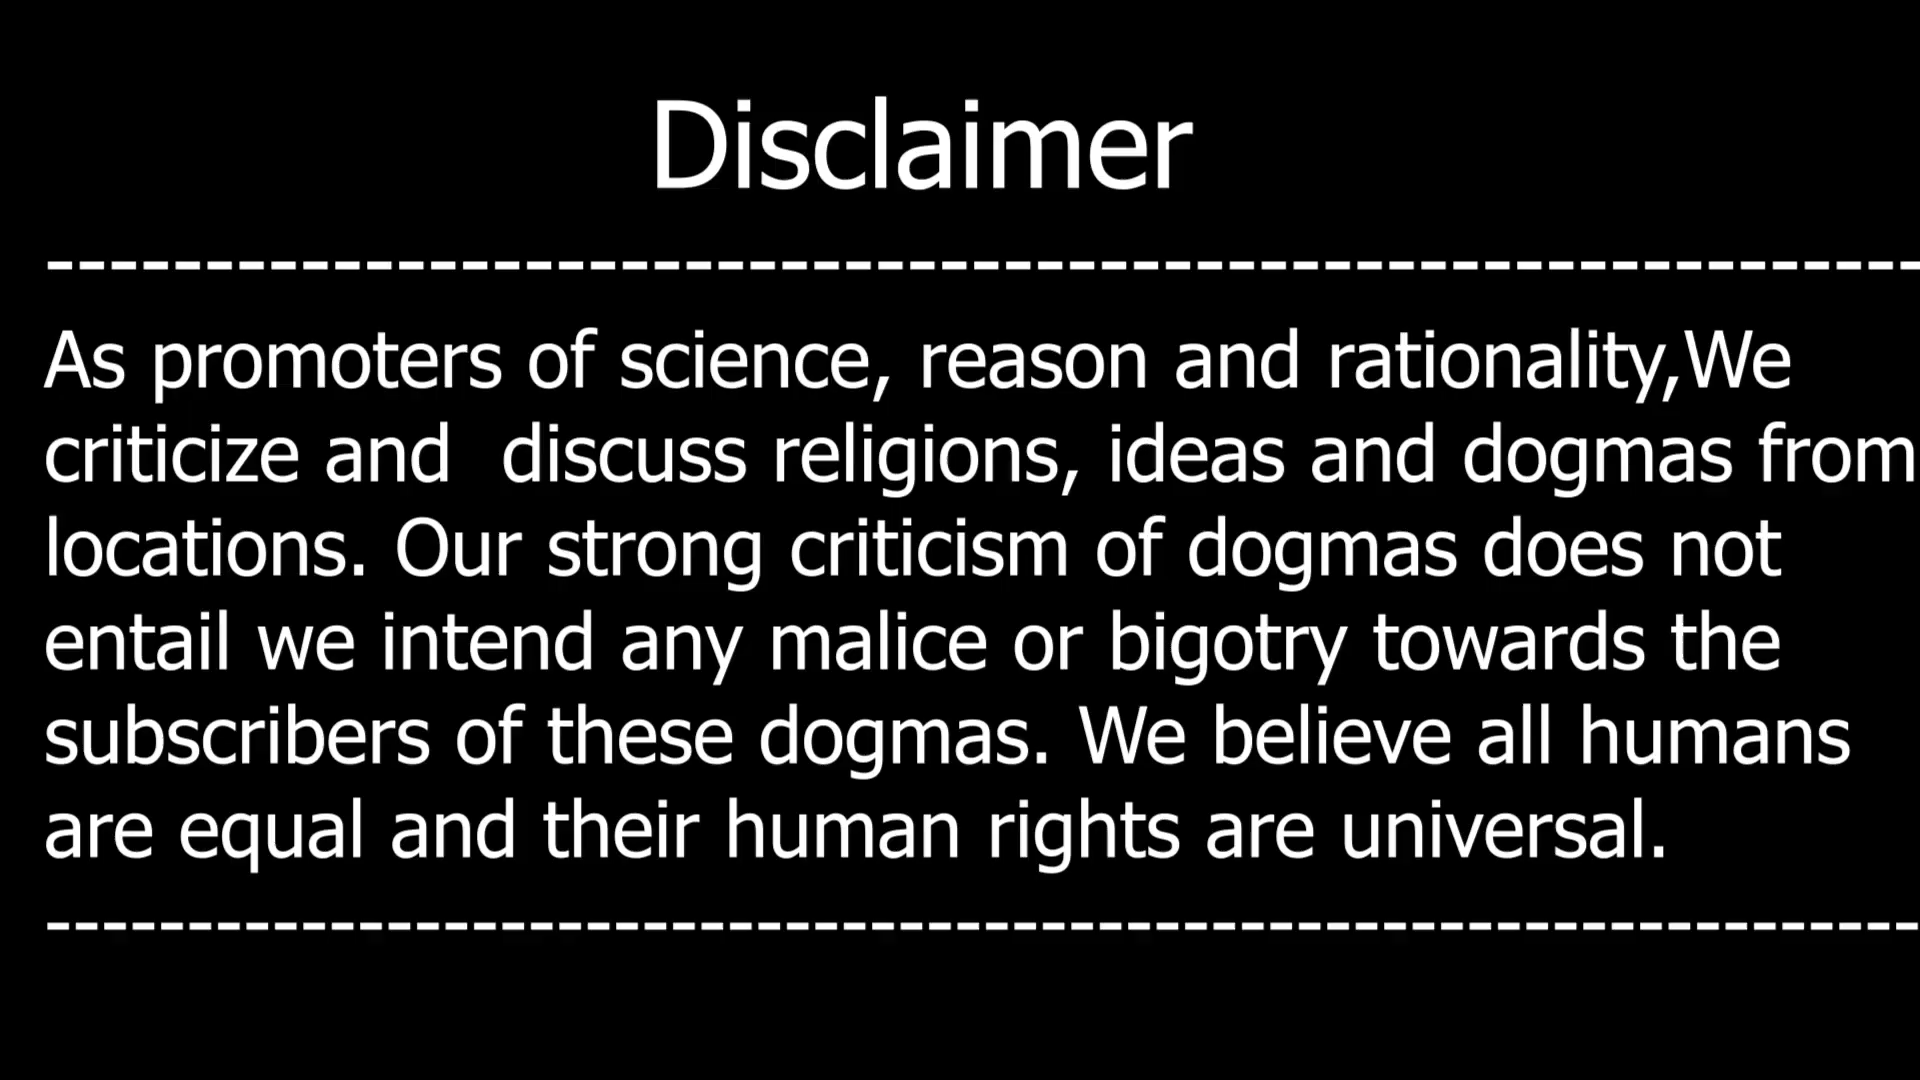 Disclaimer
-----------------------------------------------------------
As promoters of science, reason and rationality,We
criticize and  discuss religions, ideas and dogmas from
locations. Our strong criticism of dogmas does not
entail we intend any malice or bigotry towards the
subscribers of these dogmas. We believe all humans
are equal and their human rights are universal.
------------------------------------------------------------------